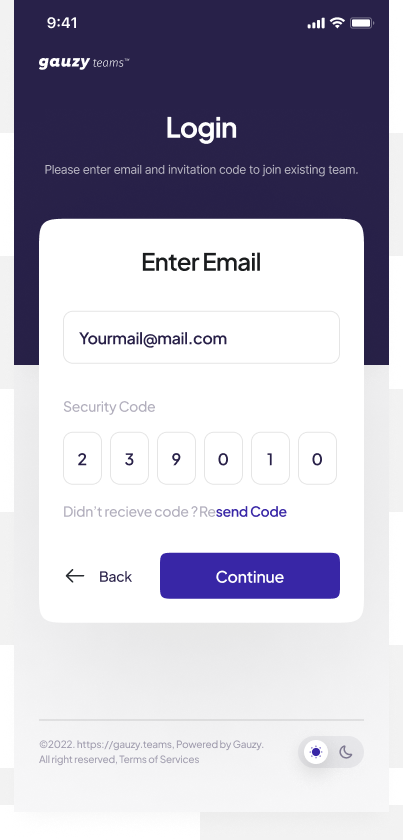 9:41
gauzy teams™
Login
Please enter email and invitation code to join existing team.
Enter Email
Yourmail@mail.com
Security Code
2 3 9 0 1 0
Didn't recieve code ? Resend Code
Back Continue
©2022. https://gauzy.teams, Powered by Gauzy.
All right reserved, Terms of Services